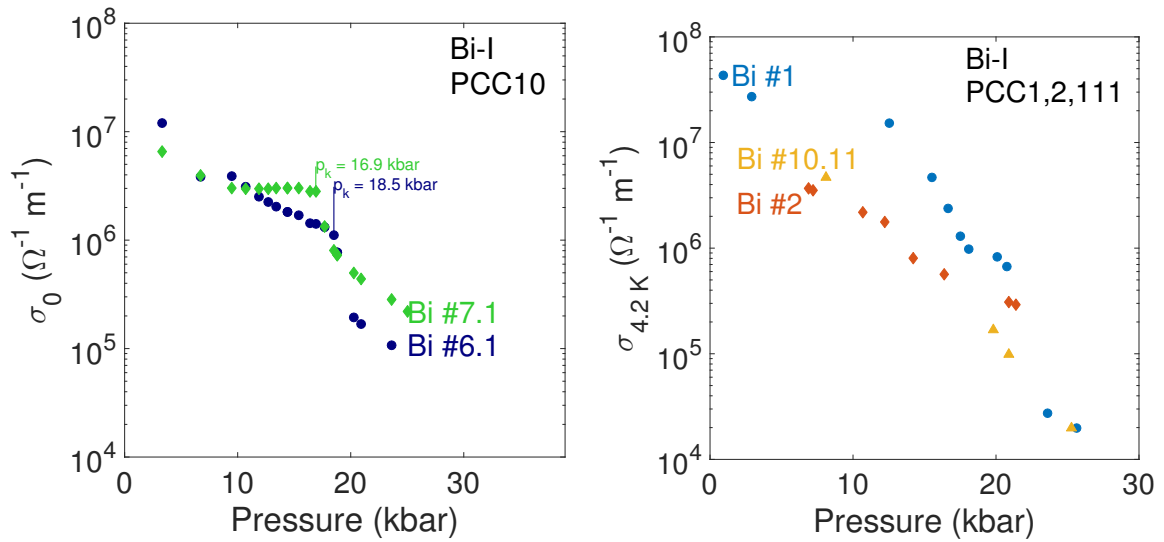 10^8
10^7
10^6
10^5
10^4
σ_0 (Ω^-1 m^-1)
Bi-I
PCC10
p_k = 16.9 kbar
p_k = 18.5 kbar
Bi #7.1
Bi #6.1
0 10 20 30
Pressure (kbar)
10^8
10^7
10^6
10^5
10^4
σ_4.2 K (Ω^-1 m^-1)
Bi #1
Bi-I
PCC1,2,111
Bi #10.11
Bi #2
0 10 20 30
Pressure (kbar)